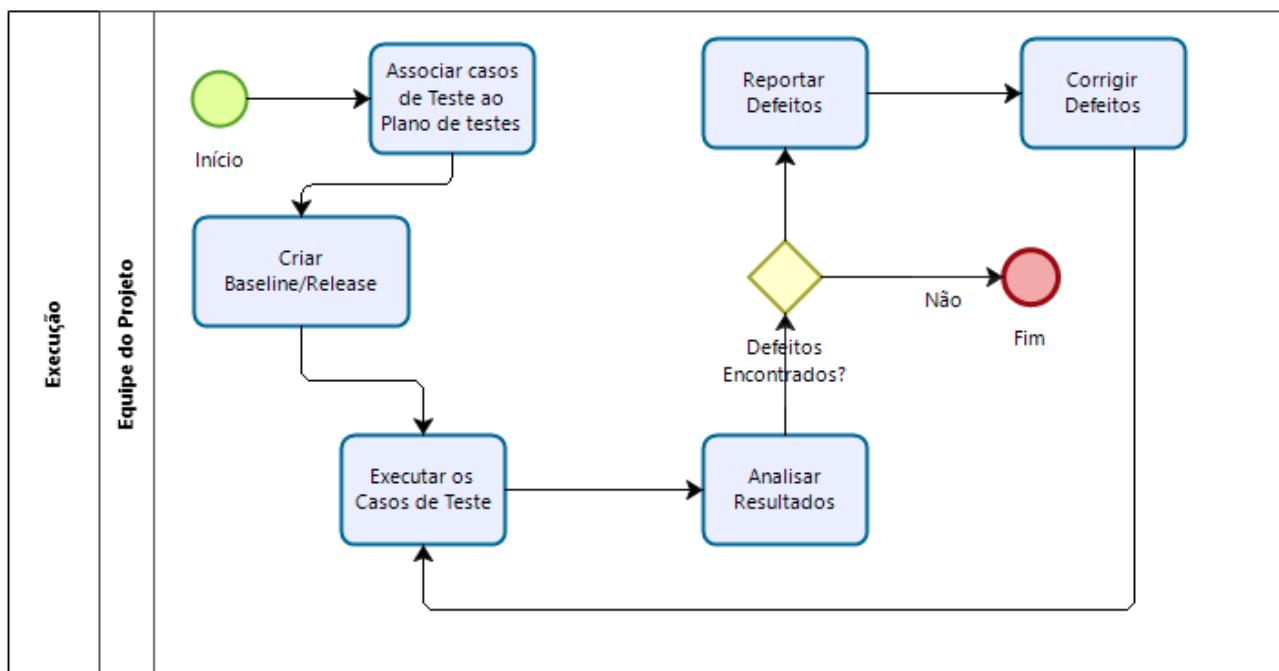 Execução
Equipe do Projeto
Início
Associar casos
de Teste ao
Plano de testes
Criar
Baseline/Release
Executar os
Casos de Teste
Analisar
Resultados
Defeitos
Encontrados?
Não
Fim
Reportar
Defeitos
Corrigir
Defeitos